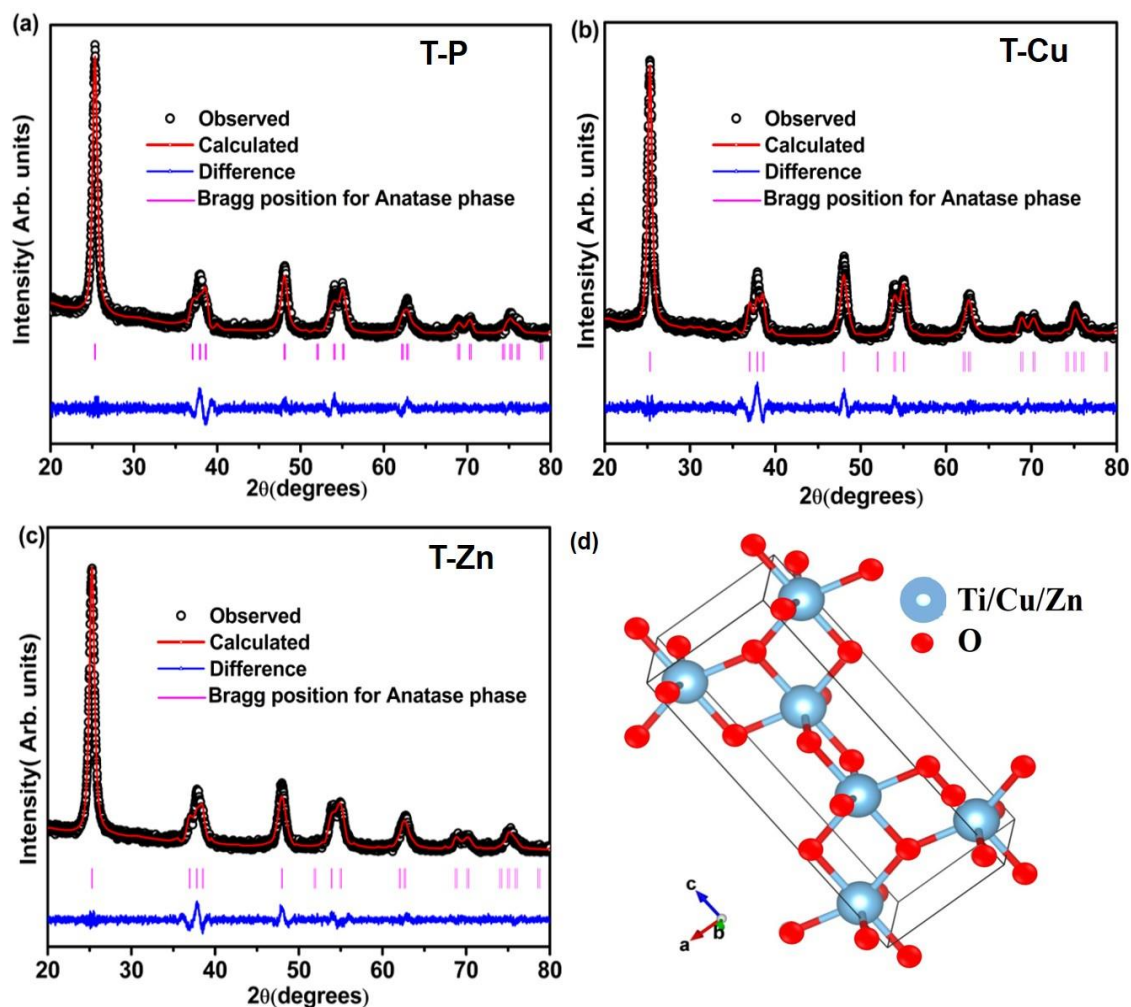 (a)
T-P
Observed
Calculated
Difference
Bragg position for Anatase phase
Intensity( Arb. units)
20 30 40 50 60 70 80
2θ(degrees)
(b)
T-Cu
Observed
Calculated
Difference
Bragg position for Anatase phase
Intensity( Arb. units)
20 30 40 50 60 70 80
2θ(degrees)
(c)
T-Zn
Observed
Calculated
Difference
Bragg position for Anatase phase
Intensity( Arb. units)
20 30 40 50 60 70 80
2θ(degrees)
(d)
Ti/Cu/Zn
O
c
b
a